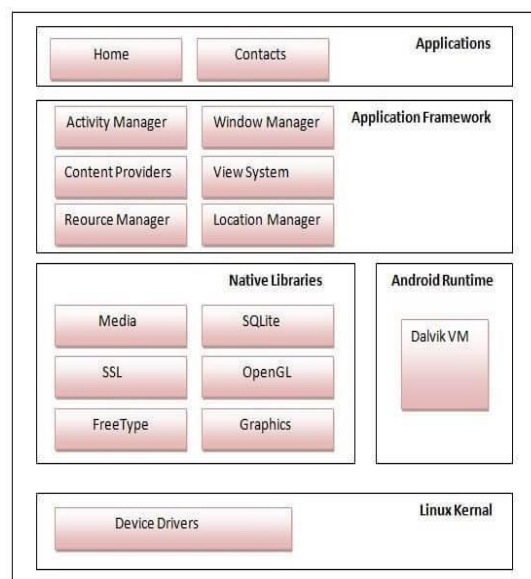 Applications
Home Contacts
Application Framework
Activity Manager Window Manager
Content Providers View System
Reource Manager Location Manager
Native Libraries
Media SQLite
SSL OpenGL
FreeType Graphics
Android Runtime
Dalvik VM
Linux Kernel
Device Drivers